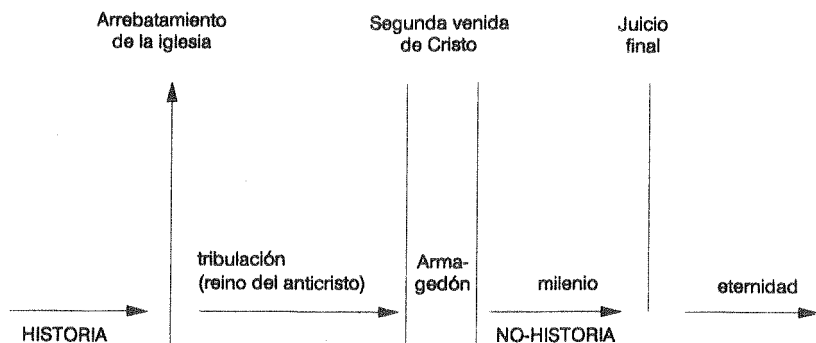 Arrebatamiento
de la iglesia
Segunda venida
de Cristo
Juicio
final
tribulación
(reino del anticristo)
Arma-
gedón
milenio
eternidad
HISTORIA
NO-HISTORIA